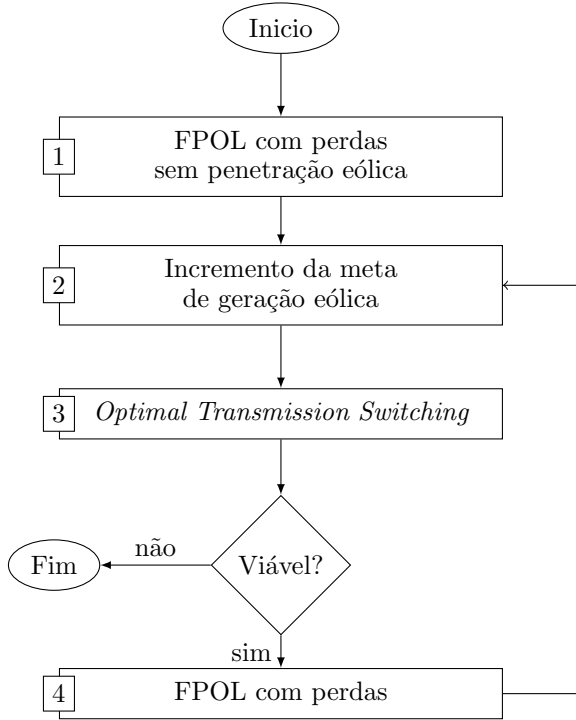 Inicio
1
FPOL com perdas
sem penetração eólica
2
Incremento da meta
de geração eólica
3
Optimal Transmission Switching
Viável?
não
Fim
sim
4
FPOL com perdas